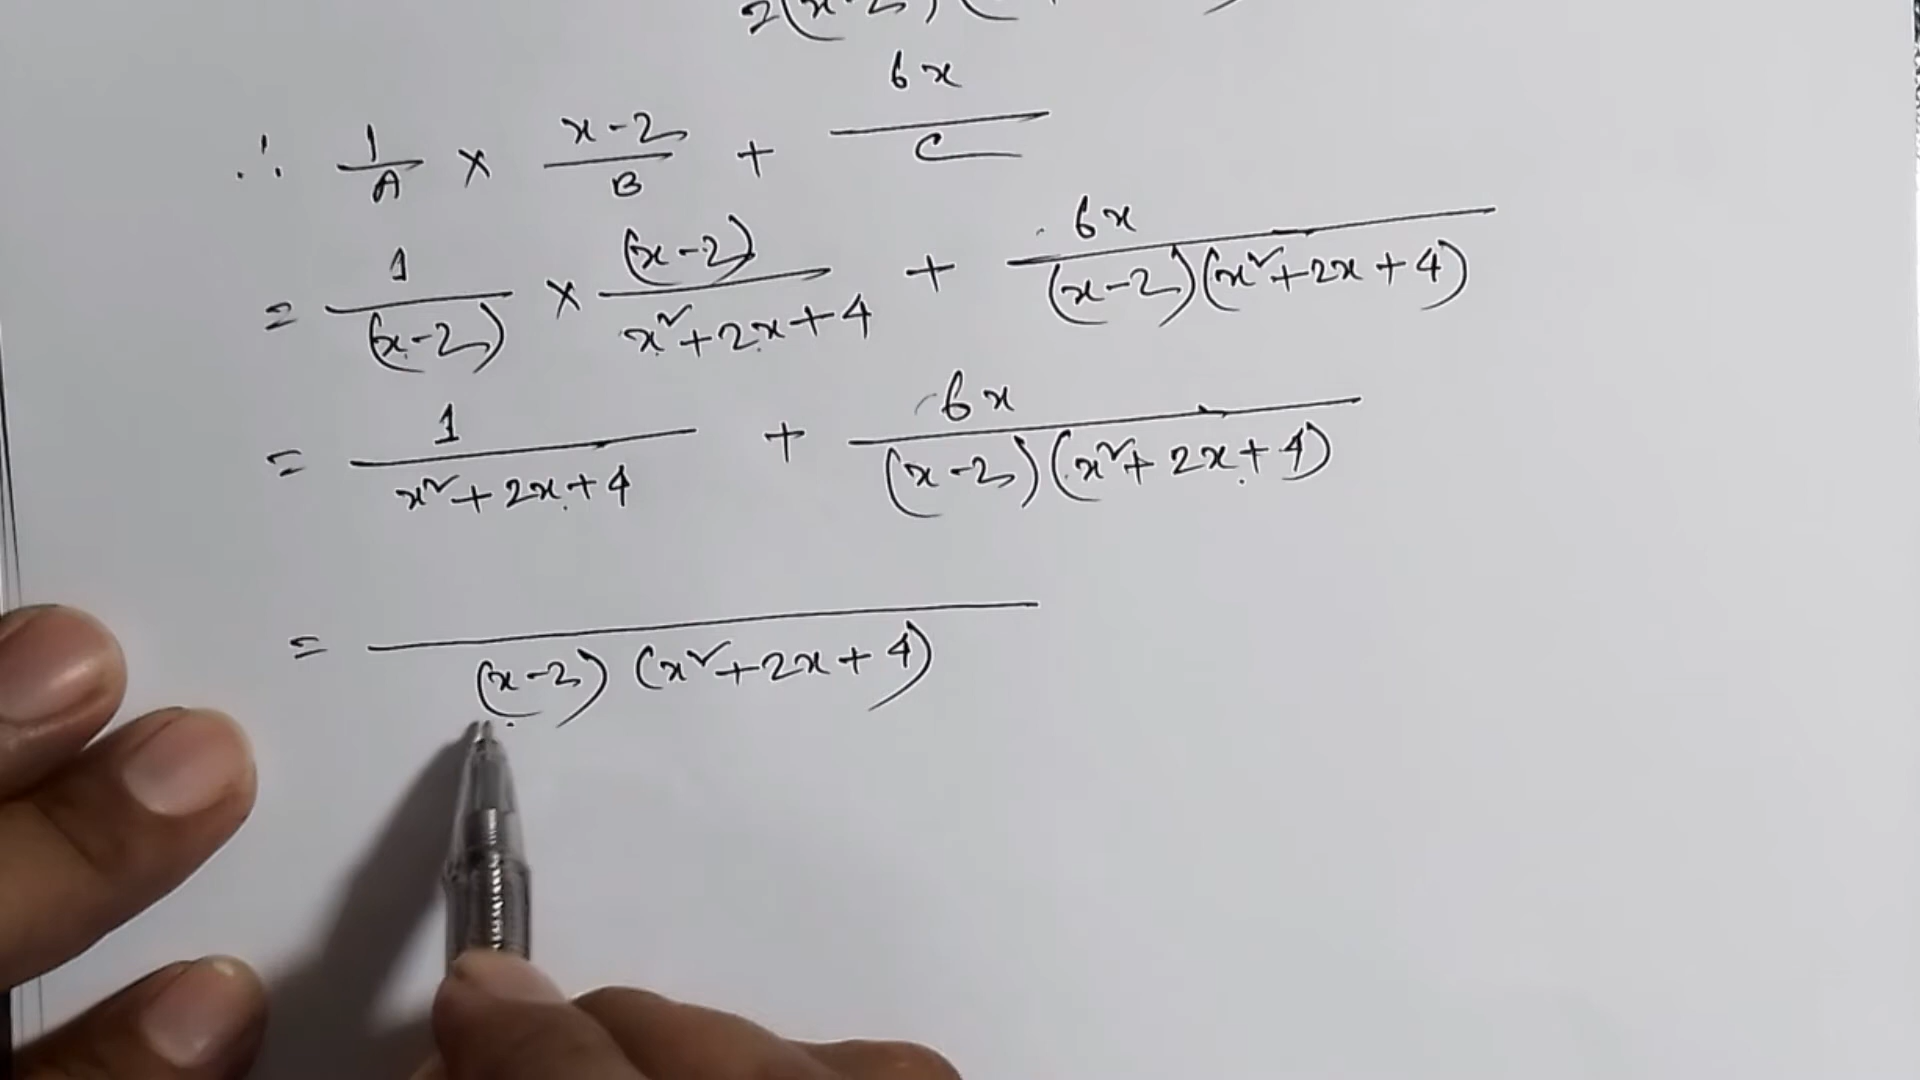 ∴ 1/A × (x-2)/B + 6x/C
= 1/(x-2) × (x-2)/(x²+2x+4) + 6x/((x-2)(x²+2x+4))
= 1/(x²+2x+4) + 6x/((x-2)(x²+2x+4))
= /((x-2)(x²+2x+4))